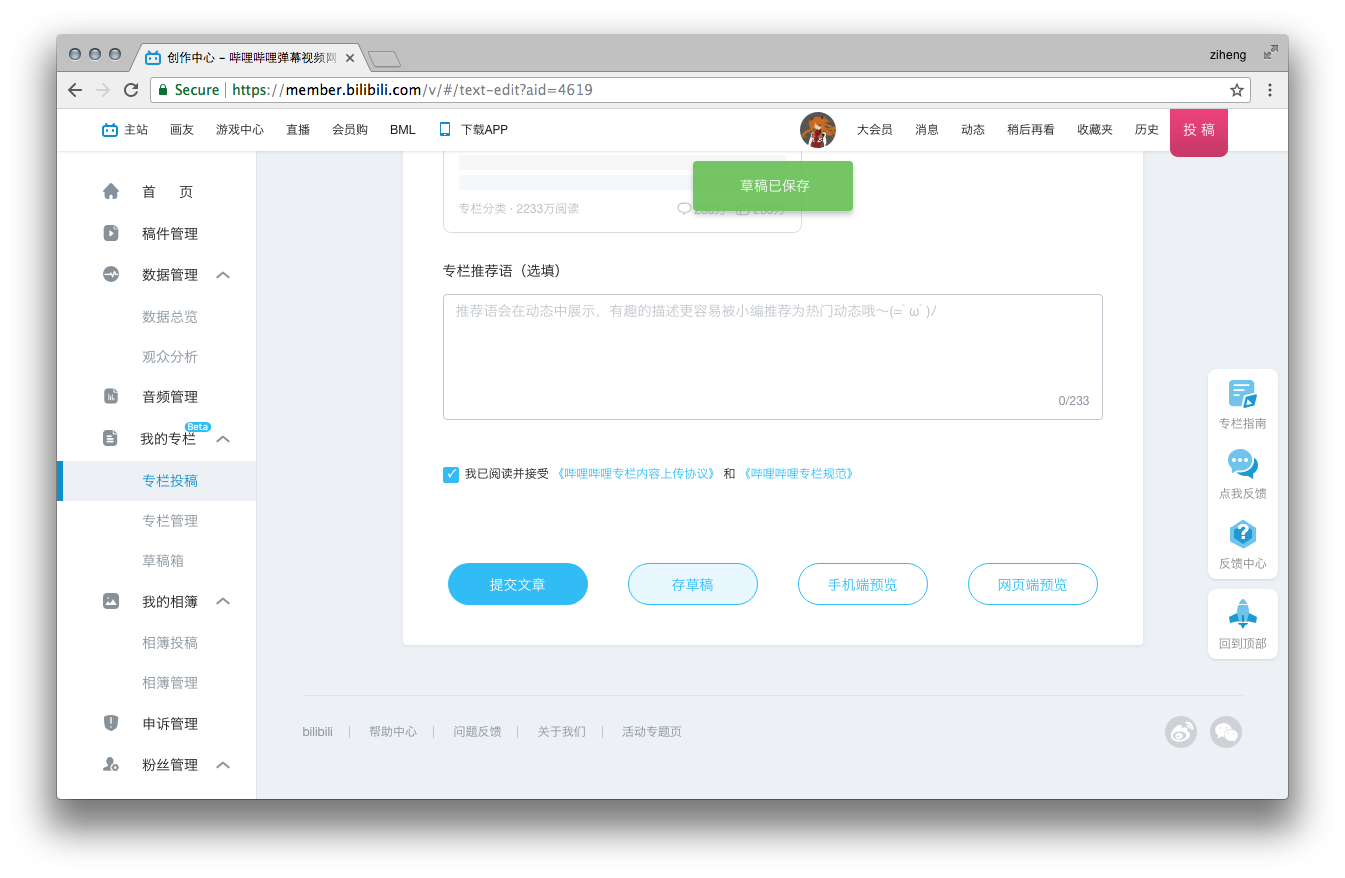 创作中心 – 哔哩哔哩弹幕视频网
ziheng
Secure https://member.bilibili.com/v/#/text-edit?aid=4619
主站 画友 游戏中心 直播 会员购 BML 下载APP 大会员 消息 动态 稍后再看 收藏夹 历史 投 稿
首 页
稿件管理
数据管理
数据总览
观众分析
音频管理
我的专栏 Beta
专栏投稿
专栏管理
草稿箱
我的相簿
相簿投稿
相簿管理
申诉管理
粉丝管理
草稿已保存
专栏分类 · 2233万阅读 233万 233万
专栏推荐语（选填）
推荐语会在动态中展示，有趣的描述更容易被小编推荐为热门动态哦～(=˙ω˙)ﾉ
0/233
我已阅读并接受 《哔哩哔哩专栏内容上传协议》 和 《哔哩哔哩专栏规范》
提交文章 存草稿 手机端预览 网页端预览
专栏指南
点我反馈
反馈中心
回到顶部
bilibili | 帮助中心 | 问题反馈 | 关于我们 | 活动专题页